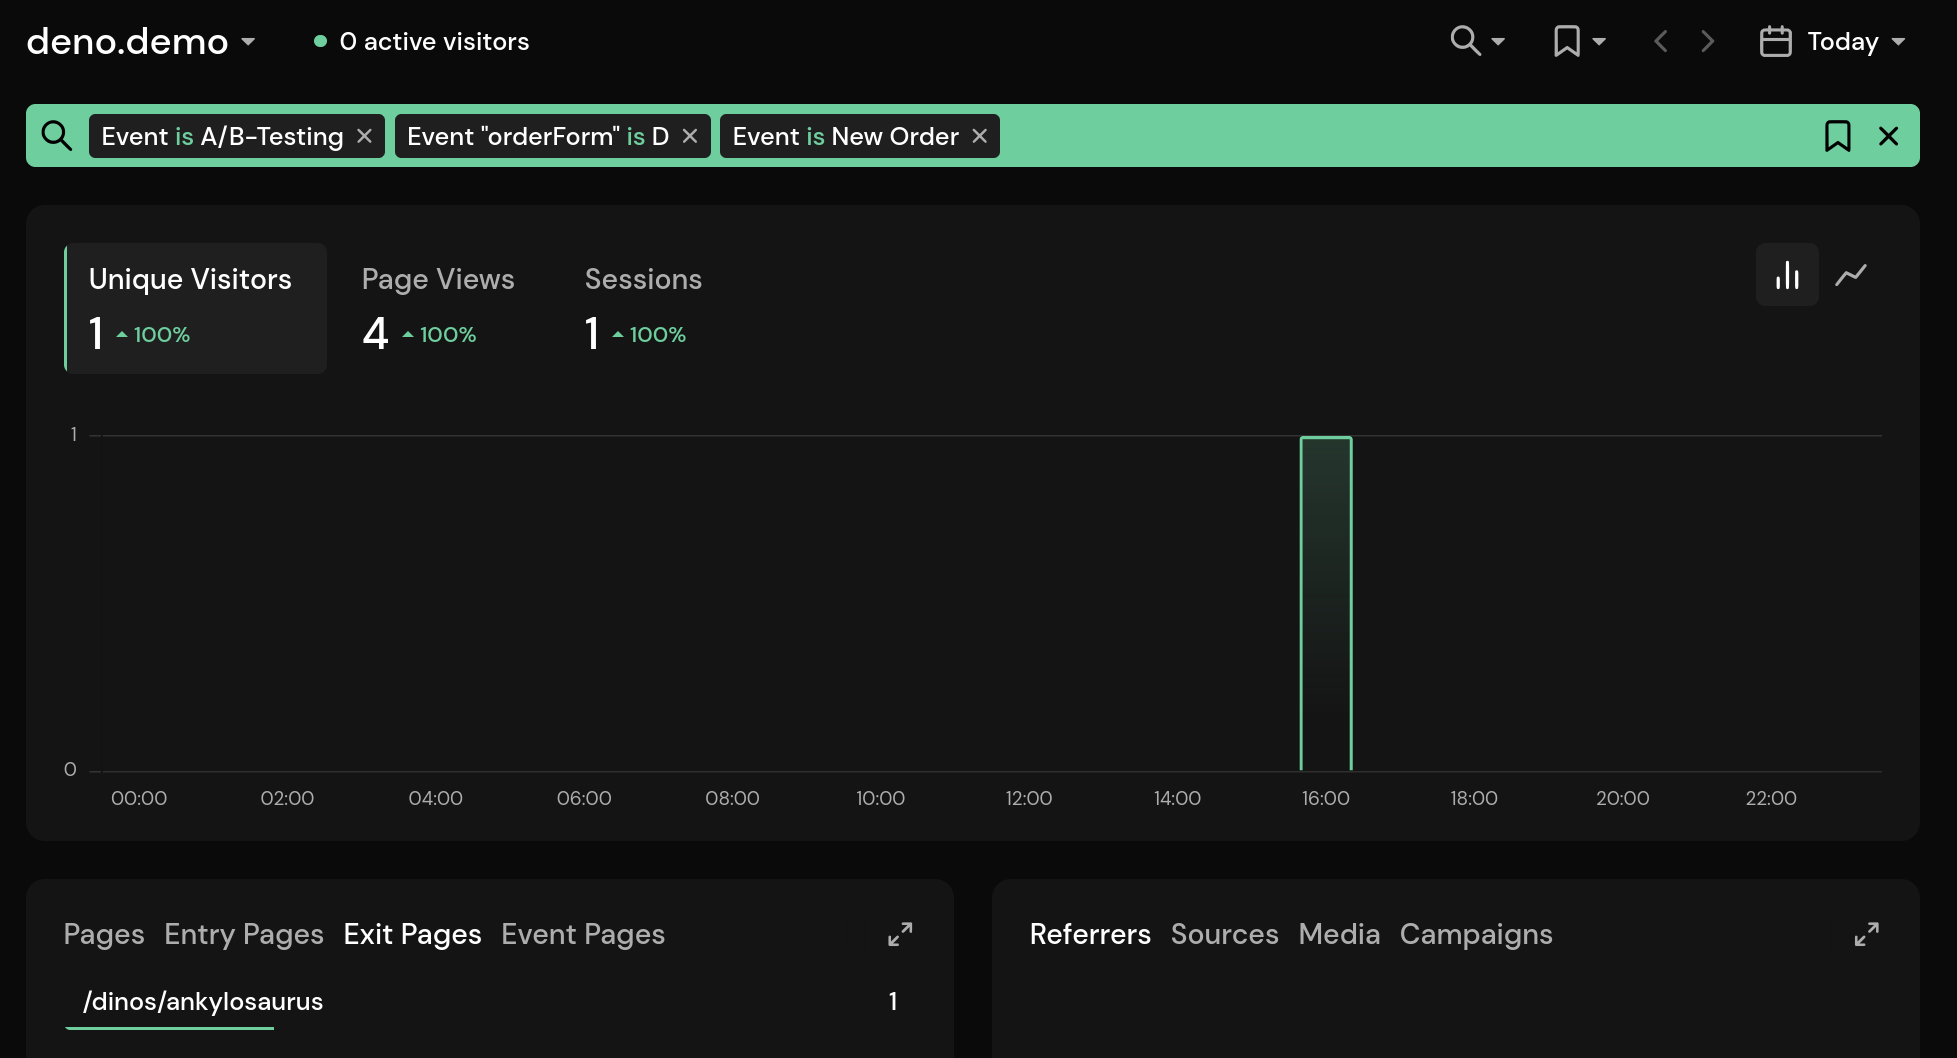 deno.demo 0 active visitors Today
Event is A/B-Testing Event "orderForm" is D Event is New Order
Unique Visitors Page Views Sessions
1 100% 4 100% 1 100%
1
0
00:00 02:00 04:00 06:00 08:00 10:00 12:00 14:00 16:00 18:00 20:00 22:00
Pages Entry Pages Exit Pages Event Pages
/dinos/ankylosaurus 1
Referrers Sources Media Campaigns